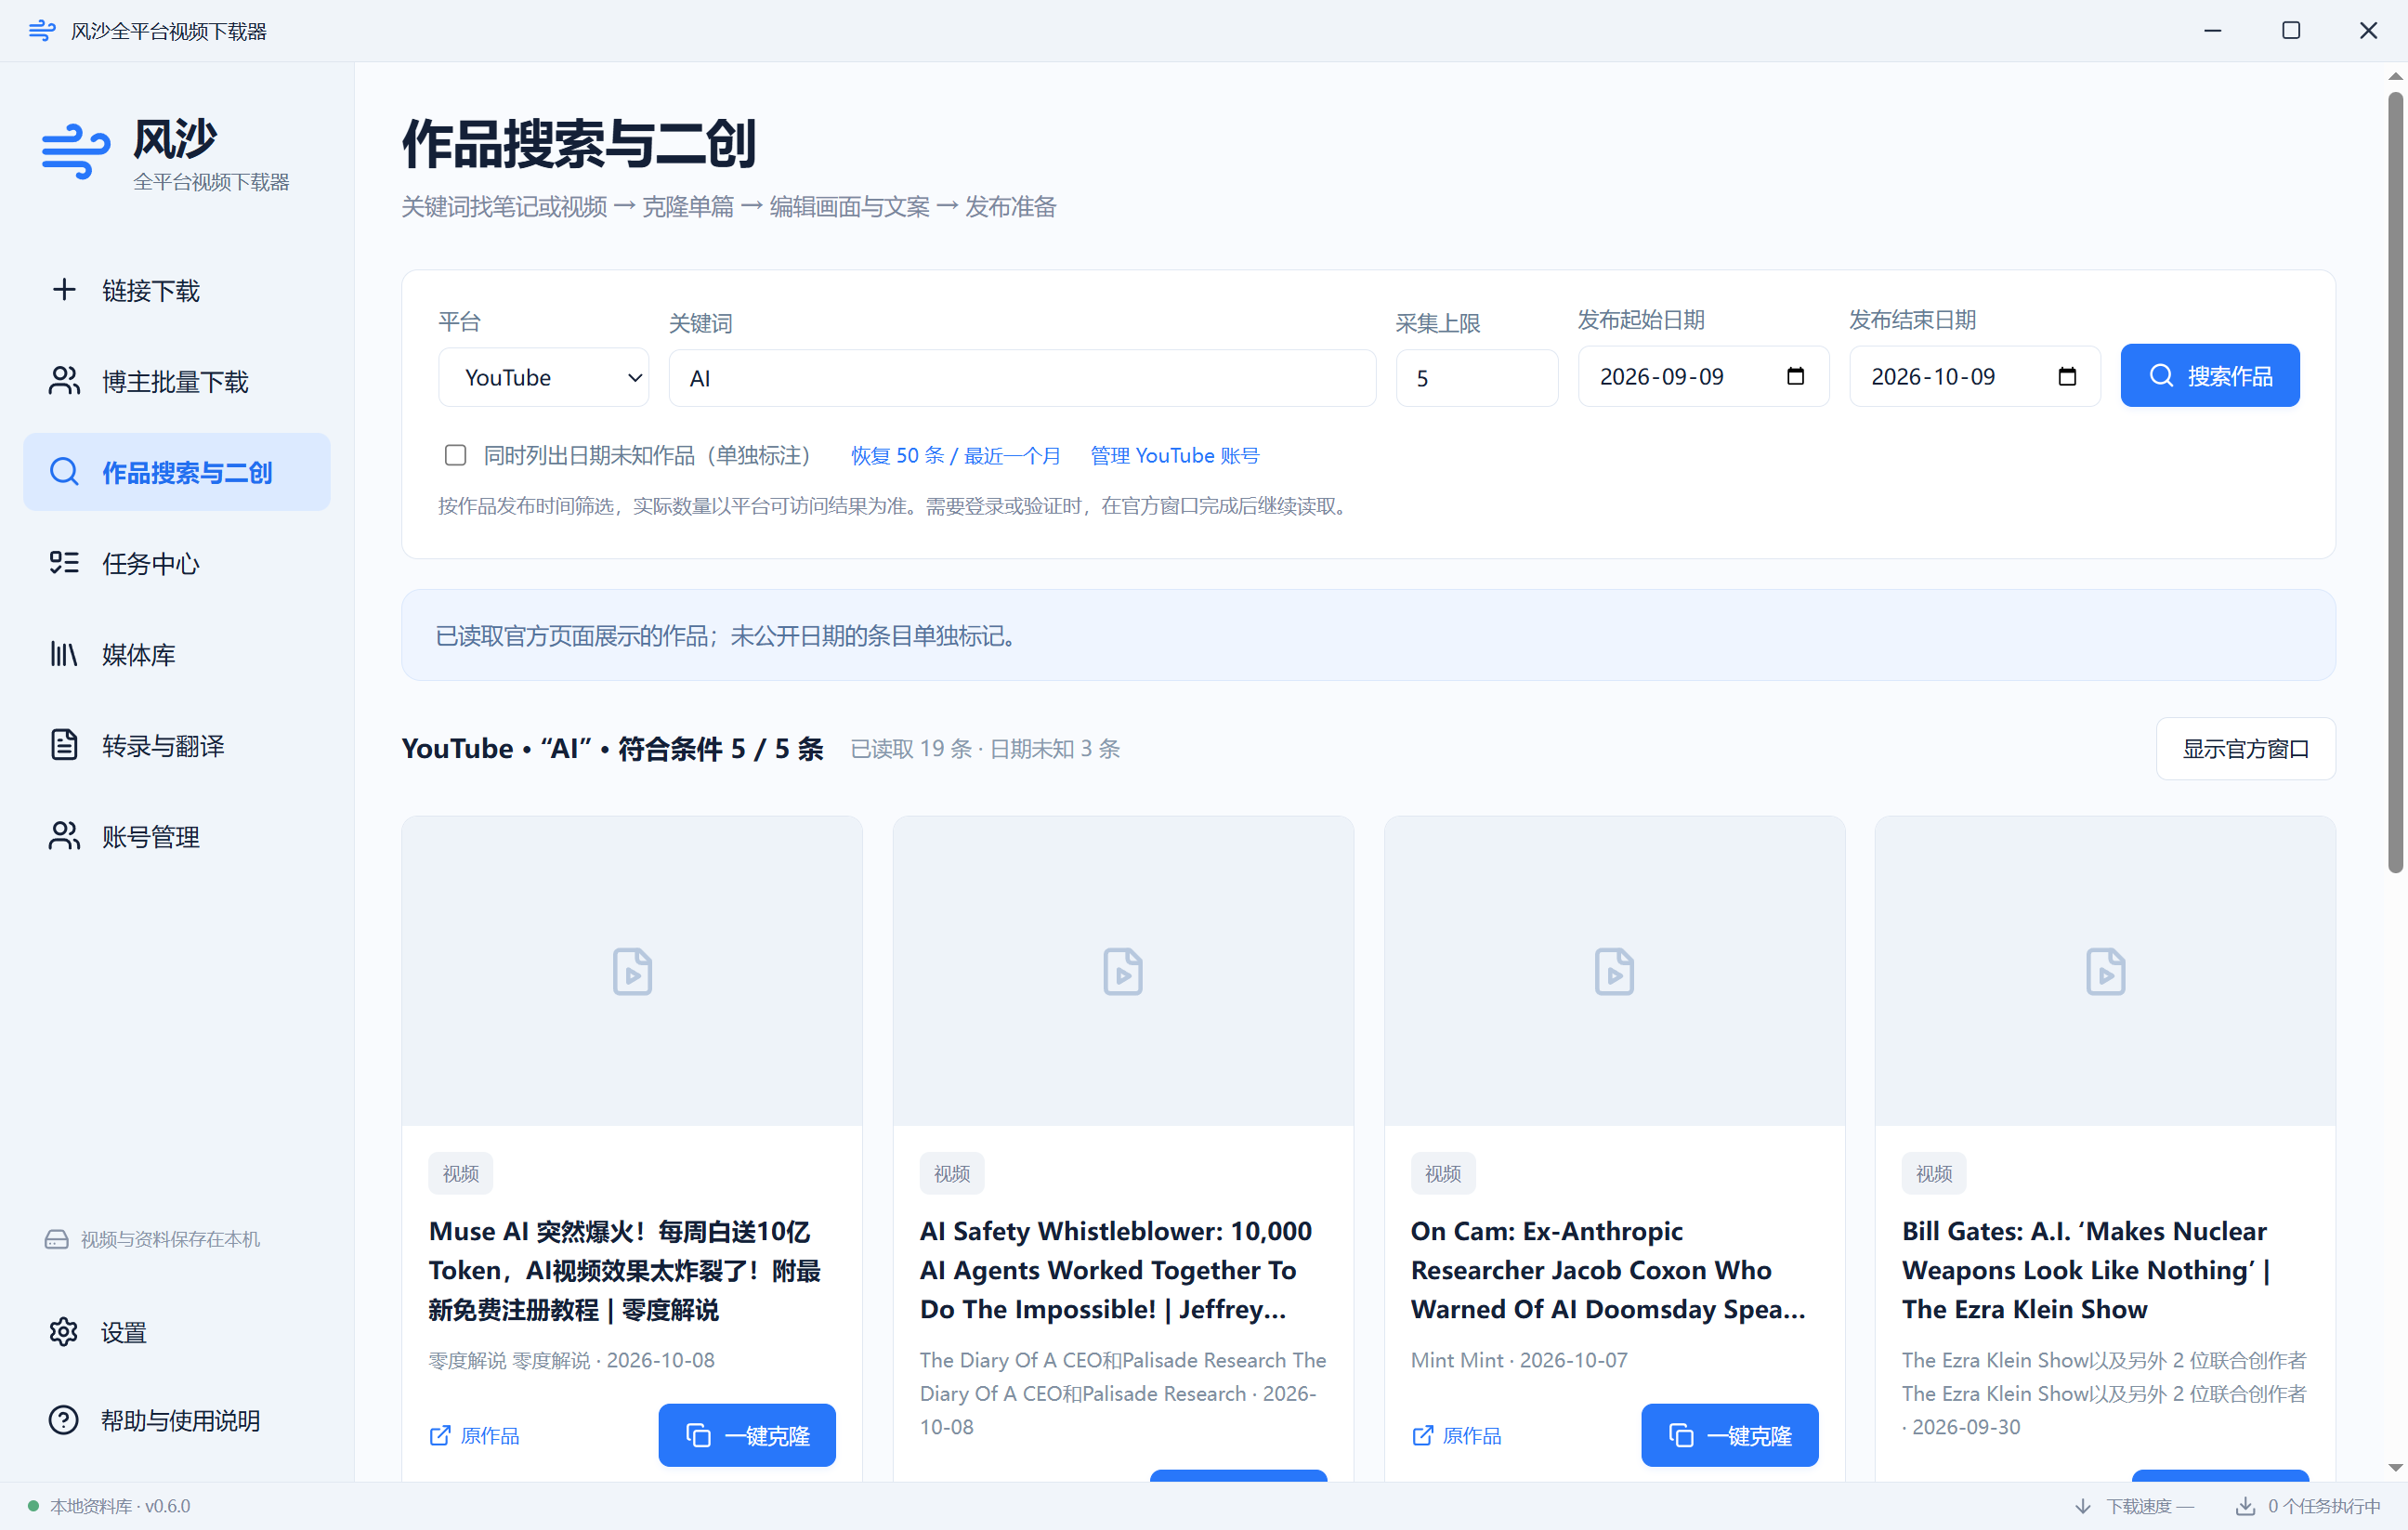 风沙全平台视频下载器
风沙
全平台视频下载器
链接下载
博主批量下载
作品搜索与二创
任务中心
媒体库
转录与翻译
账号管理
视频与资料保存在本机
设置
帮助与使用说明
作品搜索与二创
关键词找笔记或视频 → 克隆单篇 → 编辑画面与文案 → 发布准备
平台
关键词
采集上限
发布起始日期
发布结束日期
YouTube
AI
5
2026-09-09
2026-10-09
搜索作品
同时列出日期未知作品（单独标注）
恢复 50 条 / 最近一个月
管理 YouTube 账号
按作品发布时间筛选，实际数量以平台可访问结果为准。需要登录或验证时，在官方窗口完成后继续读取。
已读取官方页面展示的作品；未公开日期的条目单独标记。
YouTube • “AI” • 符合条件 5 / 5 条
已读取 19 条 · 日期未知 3 条
显示官方窗口
视频
Muse AI 突然爆火！每周白送10亿
Token，AI视频效果太炸裂了！附最
新免费注册教程 | 零度解说
零度解说 零度解说 · 2026-10-08
原作品
一键克隆
视频
AI Safety Whistleblower: 10,000
AI Agents Worked Together To
Do The Impossible! | Jeffrey...
The Diary Of A CEO和Palisade Research The
Diary Of A CEO和Palisade Research · 2026-
10-08
视频
On Cam: Ex-Anthropic
Researcher Jacob Coxon Who
Warned Of AI Doomsday Spea...
Mint Mint · 2026-10-07
原作品
一键克隆
视频
Bill Gates: A.I. ‘Makes Nuclear
Weapons Look Like Nothing’ |
The Ezra Klein Show
The Ezra Klein Show以及另外 2 位联合创作者
The Ezra Klein Show以及另外 2 位联合创作者
· 2026-09-30
本地资料库 · v0.6.0
下载速度 —
0 个任务执行中